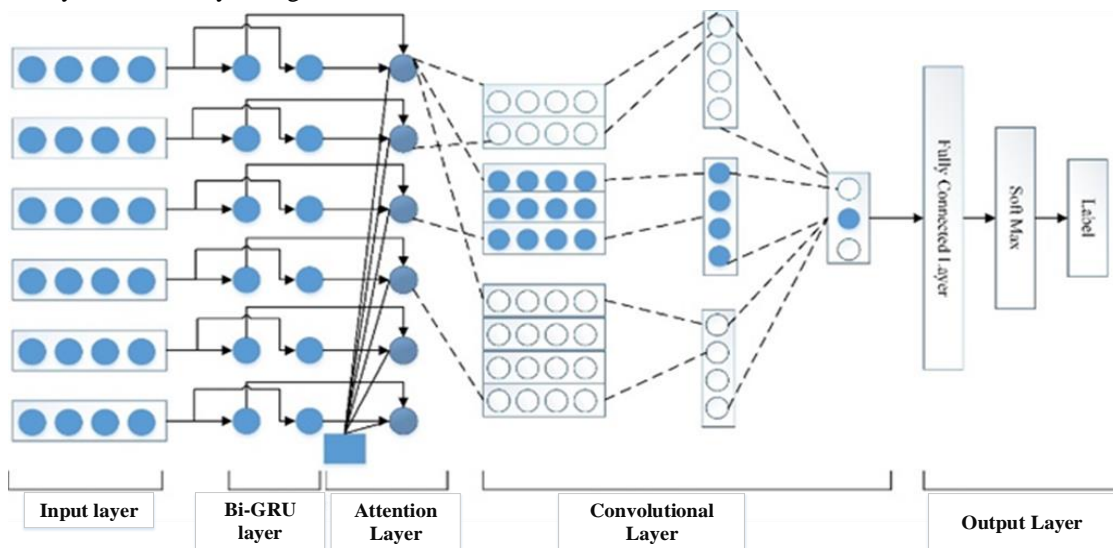 Fully Connected Layer
Soft Max
Label
Input layer
Bi-GRU
layer
Attention
Layer
Convolutional
Layer
Output Layer